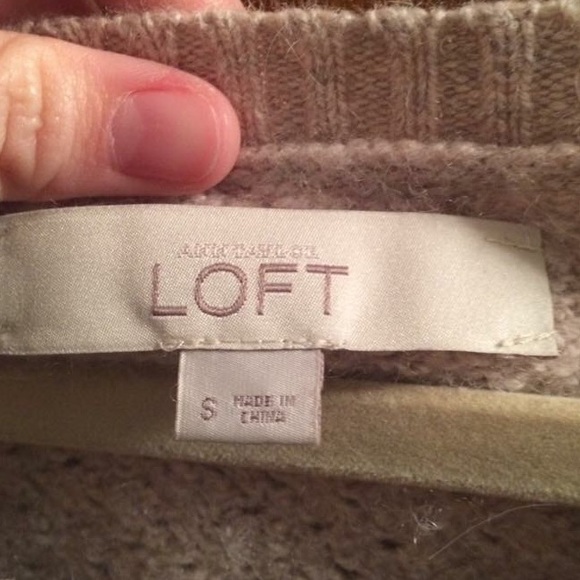 ANN TAYLOR
LOFT
S MADE IN
CHINA